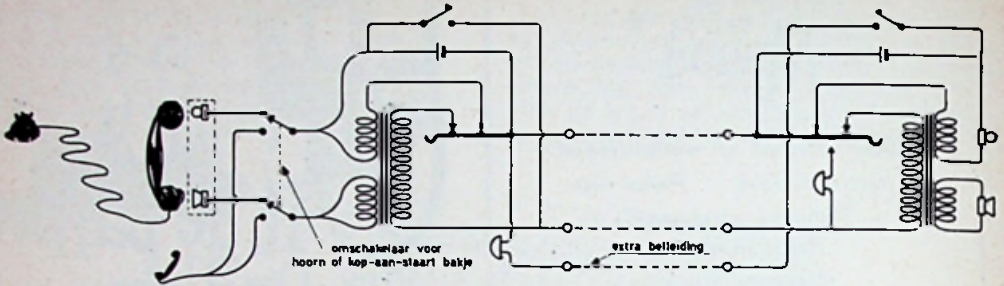 omschakelaar voor
hoorn of kop-aan-staart bakje
extra belleiding